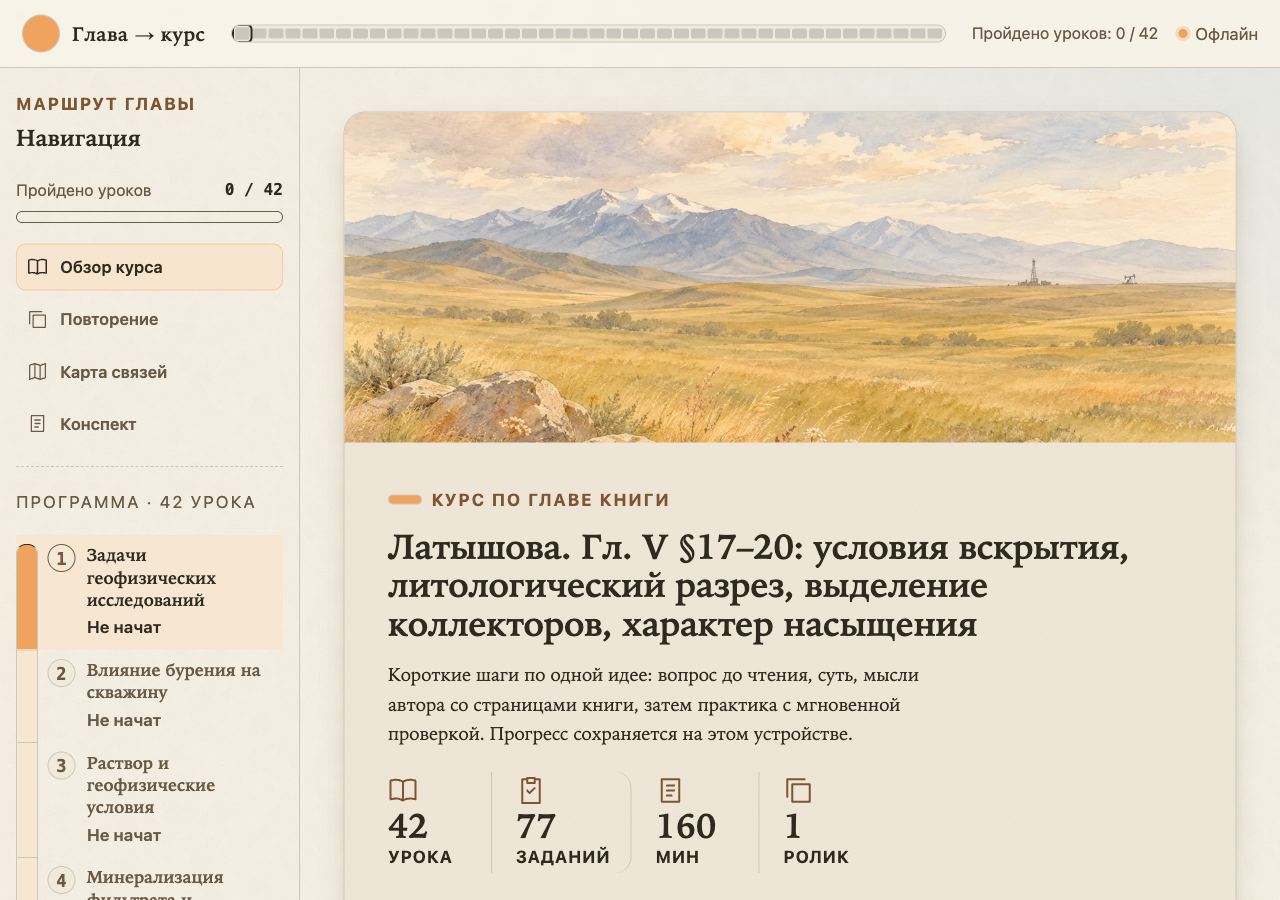 Глава → курс
Пройдено уроков: 0 / 42
Офлайн
МАРШРУТ ГЛАВЫ
Навигация
Пройдено уроков 0 / 42
Обзор курса
Повторение
Карта связей
Конспект
ПРОГРАММА · 42 УРОКА
1 Задачи
геофизических
исследований
Не начат
2 Влияние бурения на
скважину
Не начат
3 Раствор и
геофизические
условия
Не начат
4 Минерализация
фильтрата и
КУРС ПО ГЛАВЕ КНИГИ
Латышова. Гл. V §17–20: условия вскрытия,
литологический разрез, выделение
коллекторов, характер насыщения
Короткие шаги по одной идее: вопрос до чтения, суть, мысли
автора со страницами книги, затем практика с мгновенной
проверкой. Прогресс сохраняется на этом устройстве.
42
УРОКА
77
ЗАДАНИЙ
160
МИН
1
РОЛИК